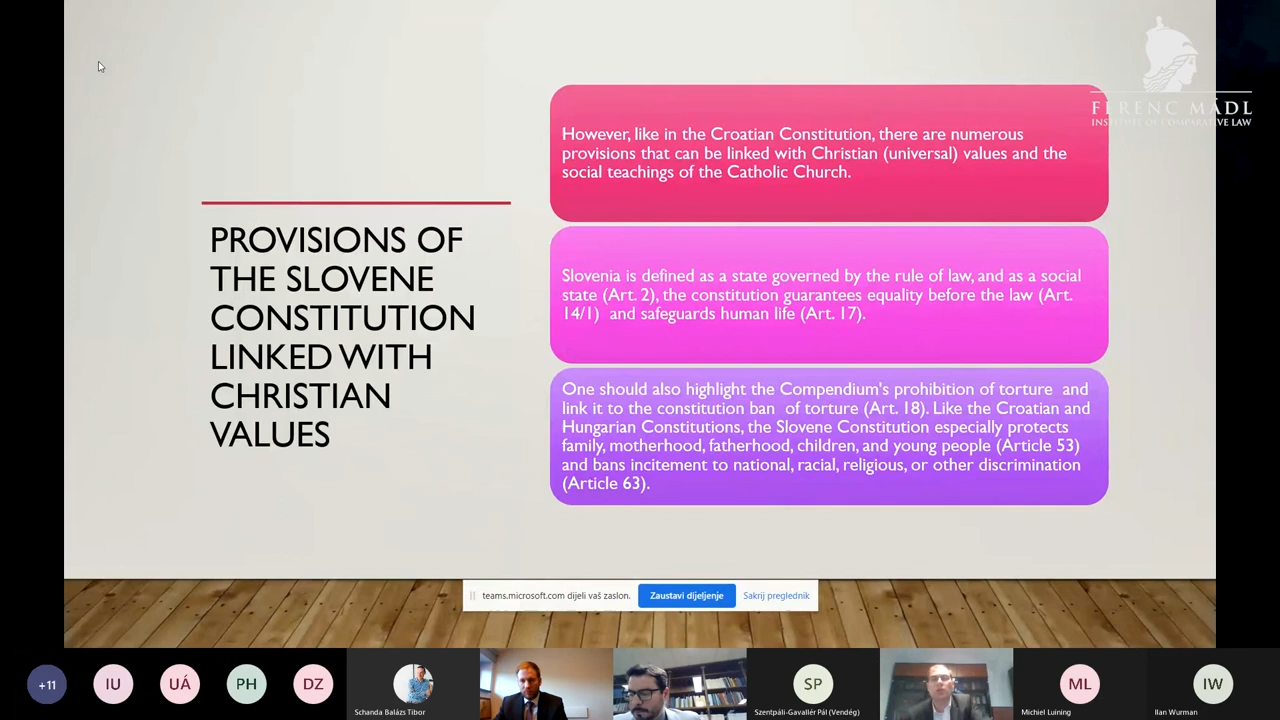 FERENC MÁDL
INSTITUTE OF COMPARATIVE LAW
However, like in the Croatian Constitution, there are numerous
provisions that can be linked with Christian (universal) values and the
social teachings of the Catholic Church.
PROVISIONS OF
THE SLOVENE
CONSTITUTION
LINKED WITH
CHRISTIAN
VALUES
Slovenia is defined as a state governed by the rule of law, and as a social
state (Art. 2), the constitution guarantees equality before the law (Art.
14/1) and safeguards human life (Art. 17).
One should also highlight the Compendium's prohibition of torture and
link it to the constitution ban of torture (Art. 18). Like the Croatian and
Hungarian Constitutions, the Slovene Constitution especially protects
family, motherhood, fatherhood, children, and young people (Article 53)
and bans incitement to national, racial, religious, or other discrimination
(Article 63).
teams.microsoft.com dijeli vaš zaslon.
Zaustavi dijeljenje
Sakrij preglednik
+11
IU
UÁ
PH
DZ
SP
ML
IW
Schanda Balázs Tibor
Szentpáli-Gavallér Pál (Vendég)
Michiel Luining
Ilan Wurman